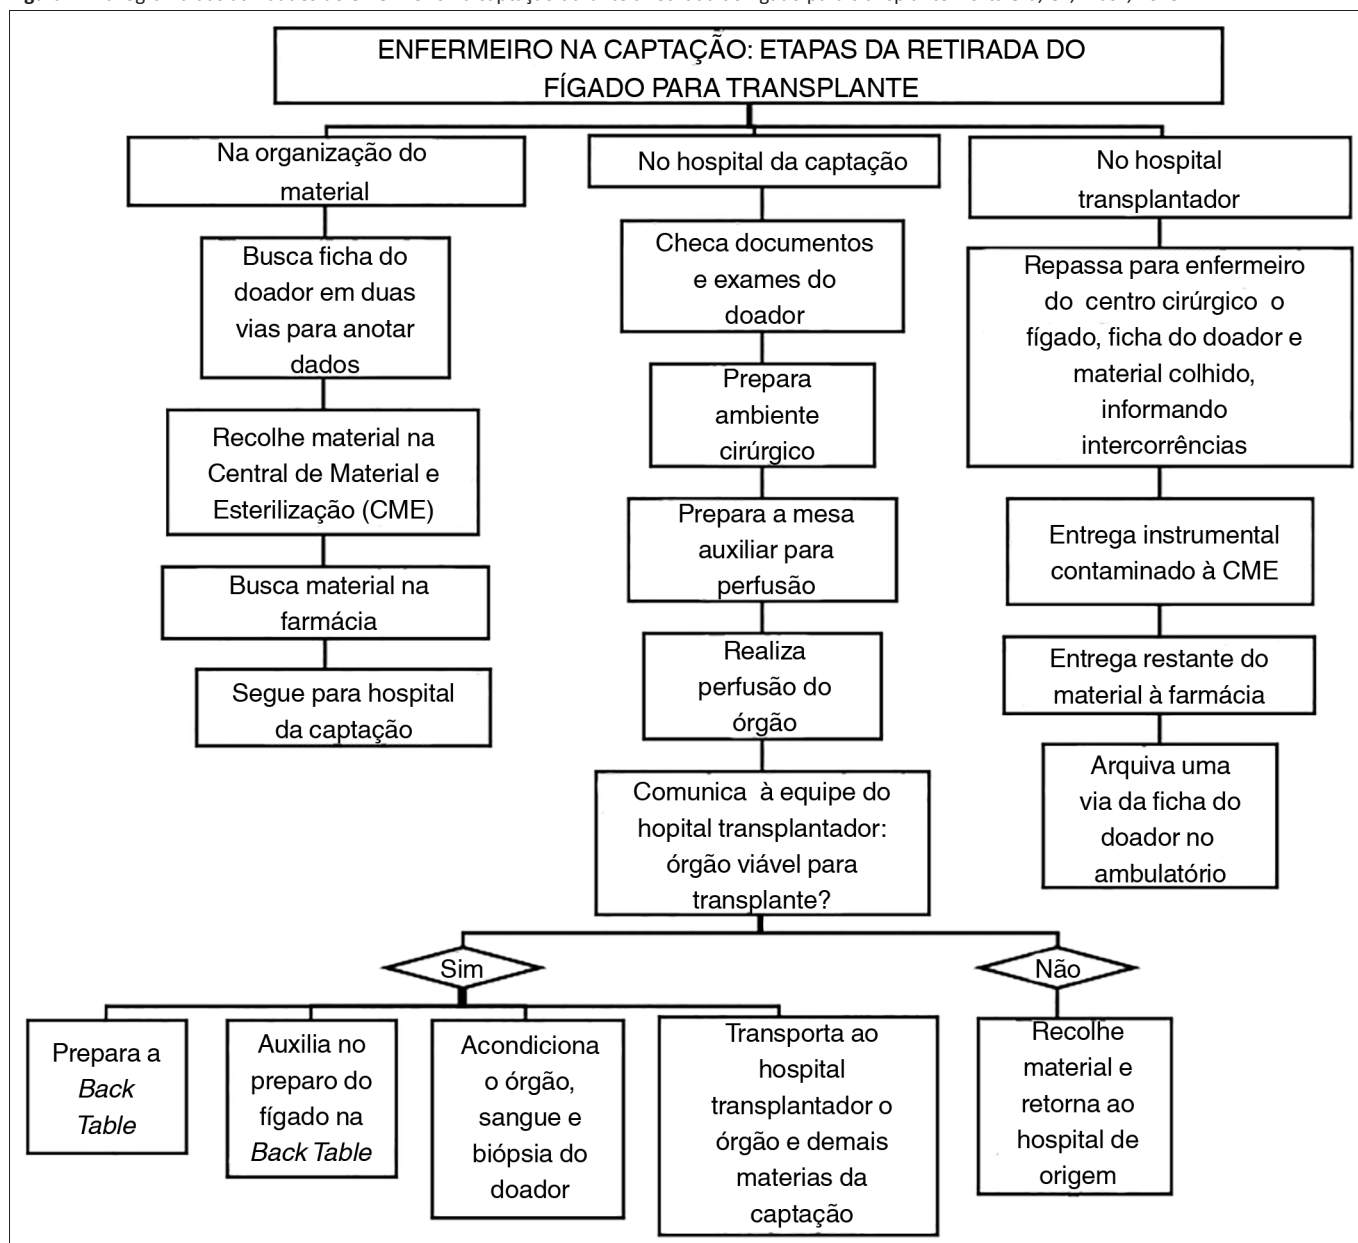 ENFERMEIRO NA CAPTAÇÃO: ETAPAS DA RETIRADA DO
FÍGADO PARA TRANSPLANTE
Na organização do
material
Busca ficha do
doador em duas
vias para anotar
dados
Recolhe material na
Central de Material e
Esterilização (CME)
Busca material na
farmácia
Segue para hospital
da captação
No hospital da captação
Checa documentos
e exames do
doador
Prepara
ambiente
cirúrgico
Prepara a mesa
auxiliar para
perfusão
Realiza
perfusão do
órgão
Comunica à equipe do
hopital transplantador:
órgão viável para
transplante?
Sim
Prepara a
Back
Table
Auxilia no
preparo do
fígado na
Back Table
Acondiciona
o órgão,
sangue e
biópsia do
doador
Transporta ao
hospital
transplantador o
órgão e demais
materias da
captação
Não
Recolhe
material e
retorna ao
hospital de
origem
No hospital
transplantador
Repassa para enfermeiro
do centro cirúrgico o
fígado, ficha do doador e
material colhido,
informando
intercorrências
Entrega instrumental
contaminado à CME
Entrega restante do
material à farmácia
Arquiva uma
via da ficha do
doador no
ambulatório